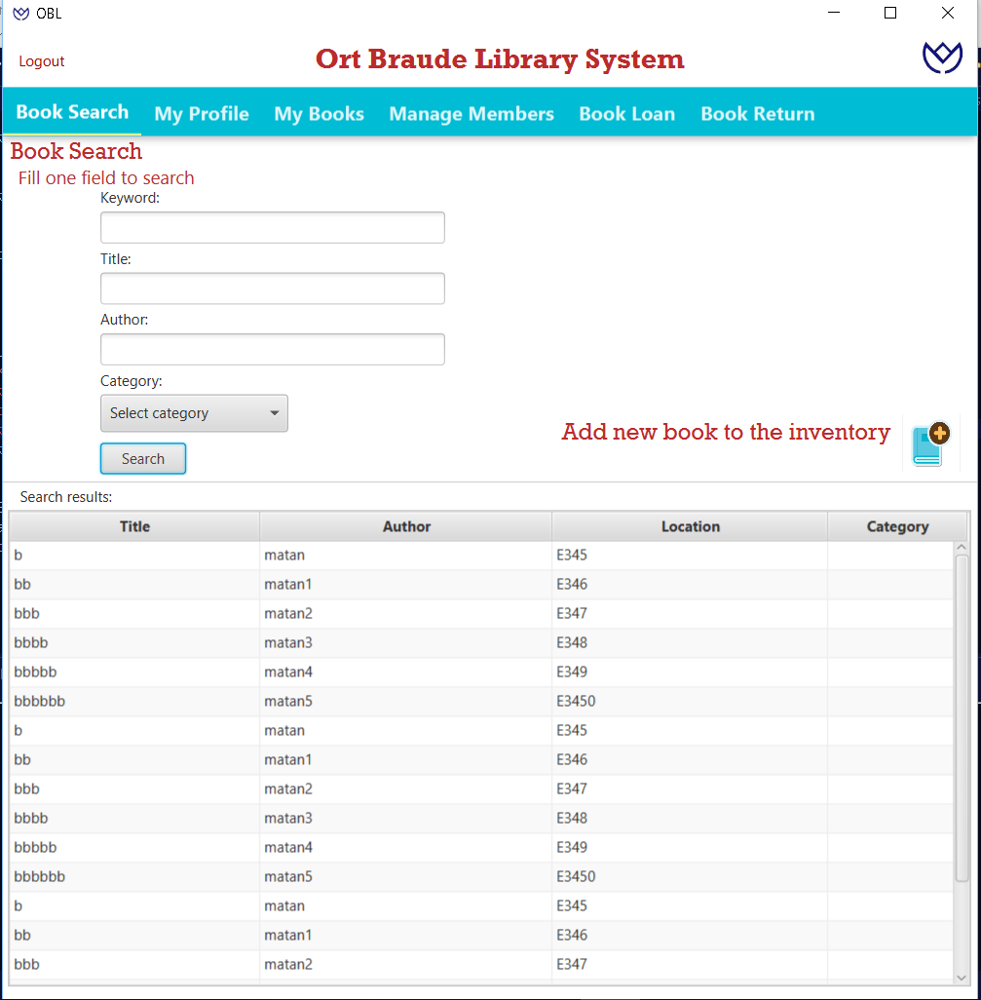 OBL
Logout
Ort Braude Library System
Book Search My Profile My Books Manage Members Book Loan Book Return
Book Search
Fill one field to search
Keyword:
Title:
Author:
Category:
Select category
Add new book to the inventory
Search
Search results:
Title Author Location Category
b matan E345
bb matan1 E346
bbb matan2 E347
bbbb matan3 E348
bbbbb matan4 E349
bbbbbb matan5 E3450
b matan E345
bb matan1 E346
bbb matan2 E347
bbbb matan3 E348
bbbbb matan4 E349
bbbbbb matan5 E3450
b matan E345
bb matan1 E346
bbb matan2 E347